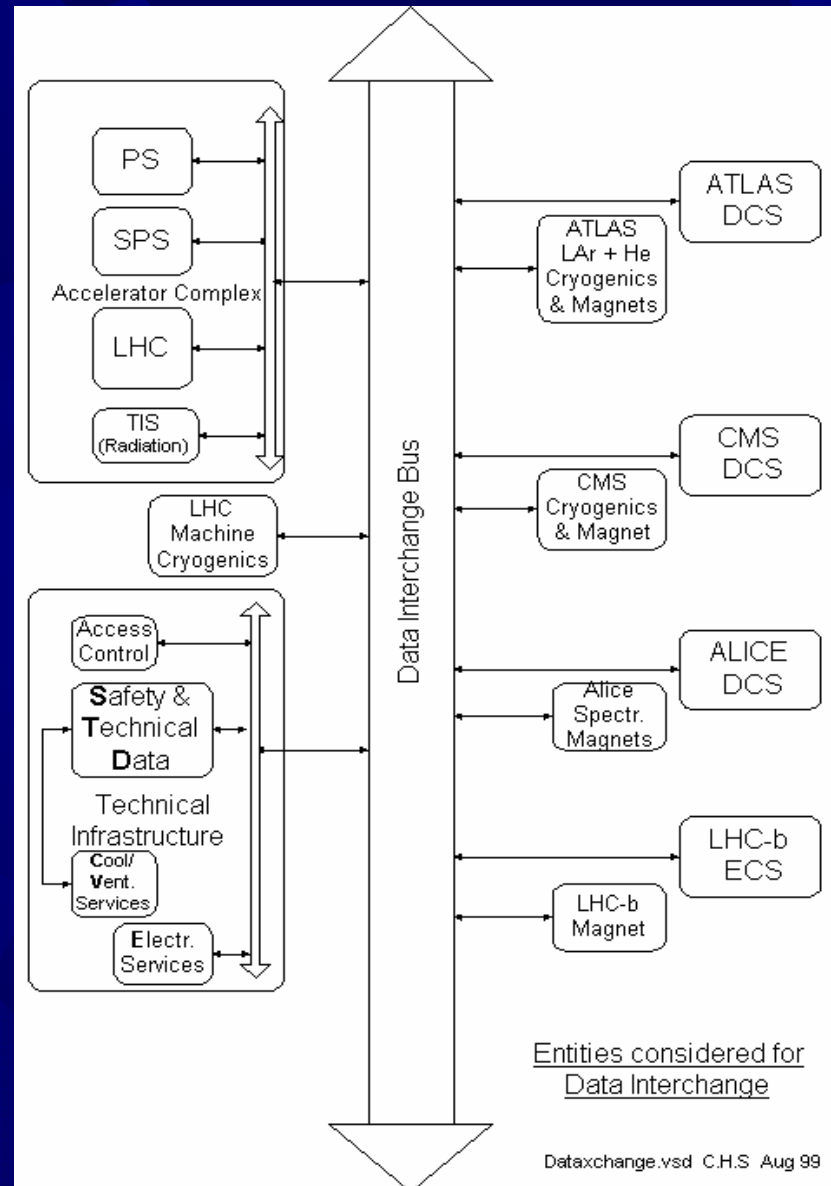 PS
SPS
Accelerator Complex
LHC
TIS
(Radiation)
LHC
Machine
Cryogenics
Access
Control
Safety &
Technical
Data
Technical
Infrastructure
Cool/
Vent.
Services
Electr.
Services
Data Interchange Bus
ATLAS
DCS
ATLAS
LAr + He
Cryogenics
& Magnets
CMS
DCS
CMS
Cryogenics
& Magnet
ALICE
DCS
Alice
Spectr.
Magnets
LHC-b
ECS
LHC-b
Magnet
Entities considered for
Data Interchange
Dataxchange.vsd C.H.S Aug 99